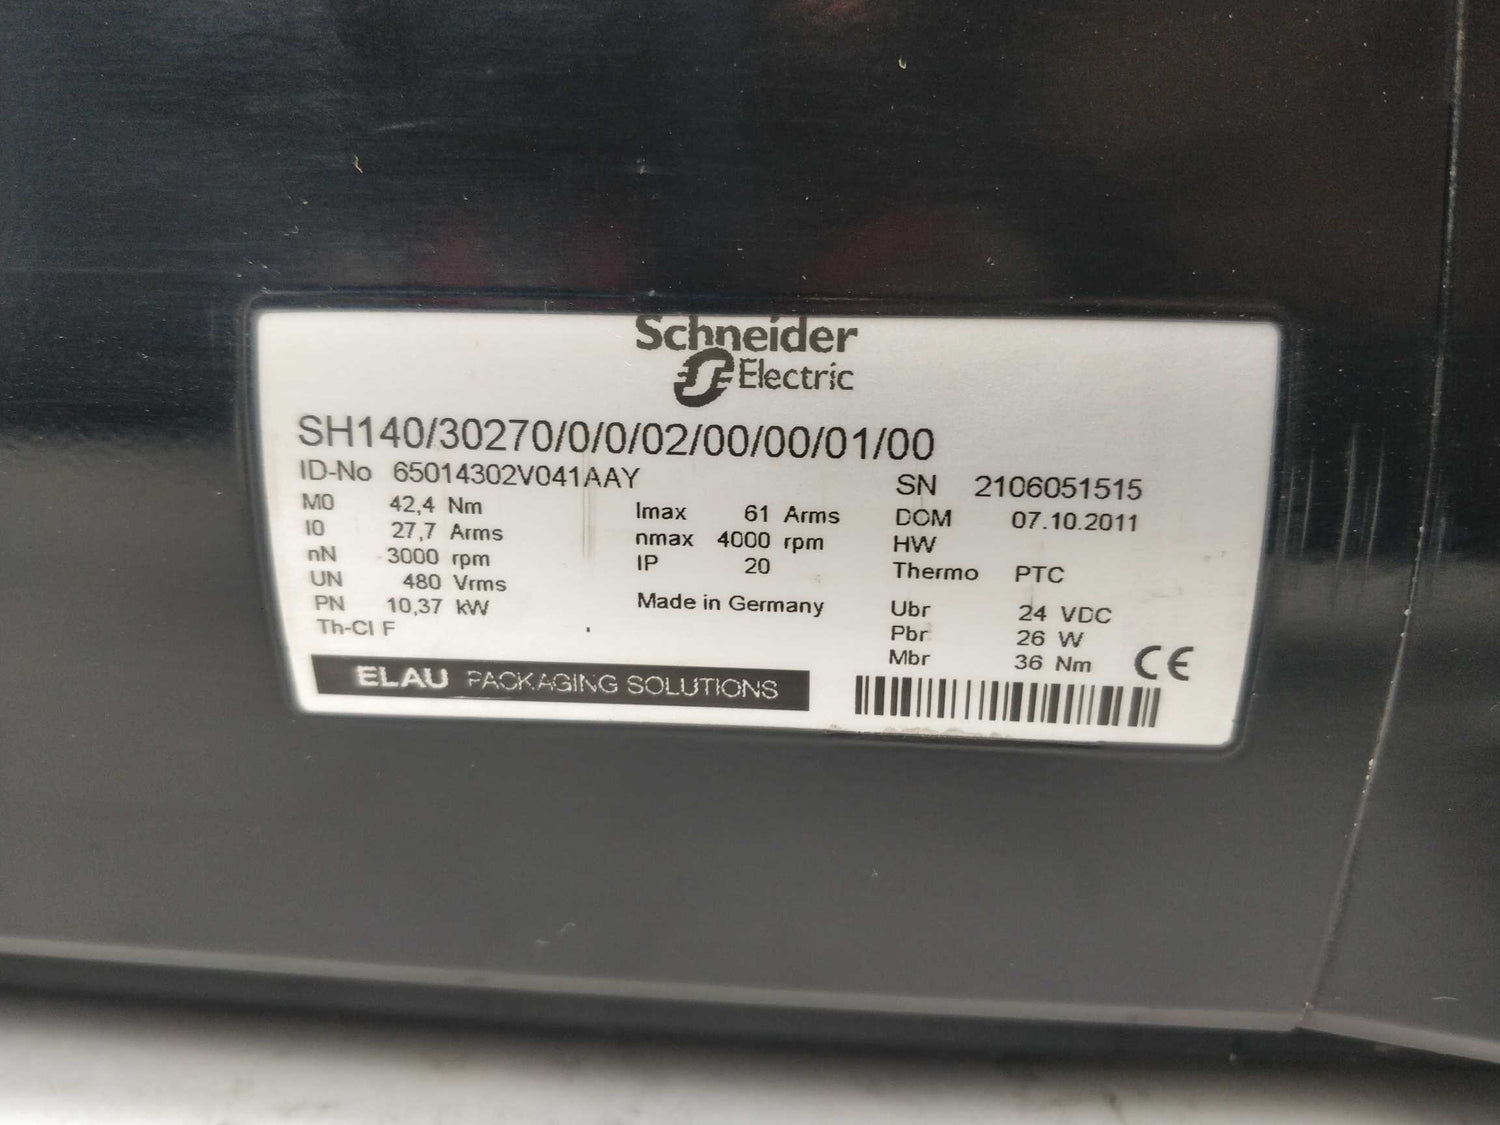 Schneider
Electric
SH140/30270/0/0/02/00/00/01/00
ID-No 65014302V041AAY
SN 2106051515
M0 42,4 Nm
I0 27,7 Arms
nN 3000 rpm
UN 480 Vrms
PN 10,37 kW
Th-Cl F
Imax 61 Arms
nmax 4000 rpm
IP 20
Made in Germany
DOM 07.10.2011
HW
Thermo PTC
Ubr 24 VDC
Pbr 26 W
Mbr 36 Nm
CE
ELAU PACKAGING SOLUTIONS